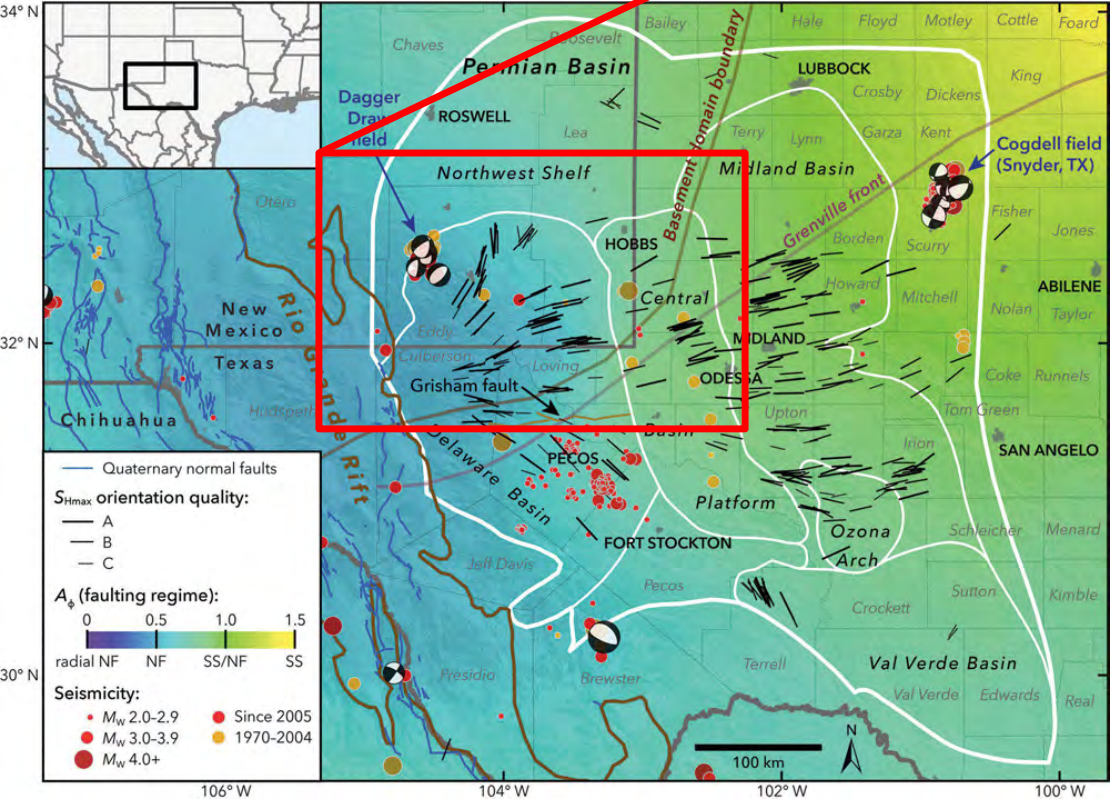 34° N
32° N
30° N
106° W
104° W
102° W
100° W
Chaves
Roosevelt
Bailey
Hale
Floyd
Motley
Cottle
Foard
Permian Basin
LUBBOCK
King
Crosby
Dickens
Dagger
Draw
field
ROSWELL
Lea
Terry
Lynn
Garza
Kent
Basement domain boundary
Cogdell field
(Snyder, TX)
Northwest Shelf
Midland Basin
Grenville front
Otero
Fisher
Jones
HOBBS
Borden
Scurry
ABILENE
Howard
Mitchell
Nolan
Taylor
New
Mexico
Texas
Rio Grande Rift
Central
Basin
Platform
Eddy
Culberson
Loving
MIDLAND
Grisham fault
ODESSA
Coke
Runnels
Chihuahua
Hudspeth
Upton
Tom Green
Irion
SAN ANGELO
Delaware Basin
PECOS
Ozona
Arch
Schleicher
Menard
FORT STOCKTON
Jeff Davis
Pecos
Crockett
Sutton
Kimble
Presidio
Brewster
Terrell
Val Verde Basin
Val Verde
Edwards
Real
Quaternary normal faults
SHmax orientation quality:
A
B
C
Aϕ (faulting regime):
0 0.5 1.0 1.5
radial NF NF SS/NF SS
Seismicity:
Mw 2.0-2.9
Mw 3.0-3.9
Mw 4.0+
Since 2005
1970-2004
100 km
N